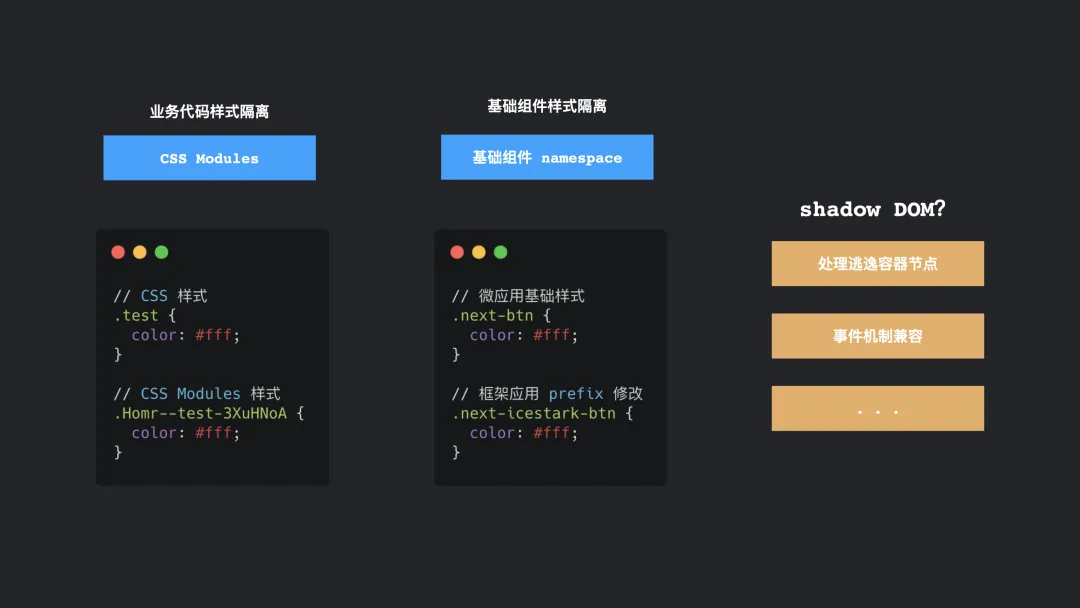 业务代码样式隔离
CSS Modules
// CSS 样式
.test {
  color: #fff;
}
// CSS Modules 样式
.Homr--test-3XuHNoA {
  color: #fff;
}
基础组件样式隔离
基础组件 namespace
// 微应用基础样式
.next-btn {
  color: #fff;
}
// 框架应用 prefix 修改
.next-icestark-btn {
  color: #fff;
}
shadow DOM?
处理逃逸容器节点
事件机制兼容
. . .